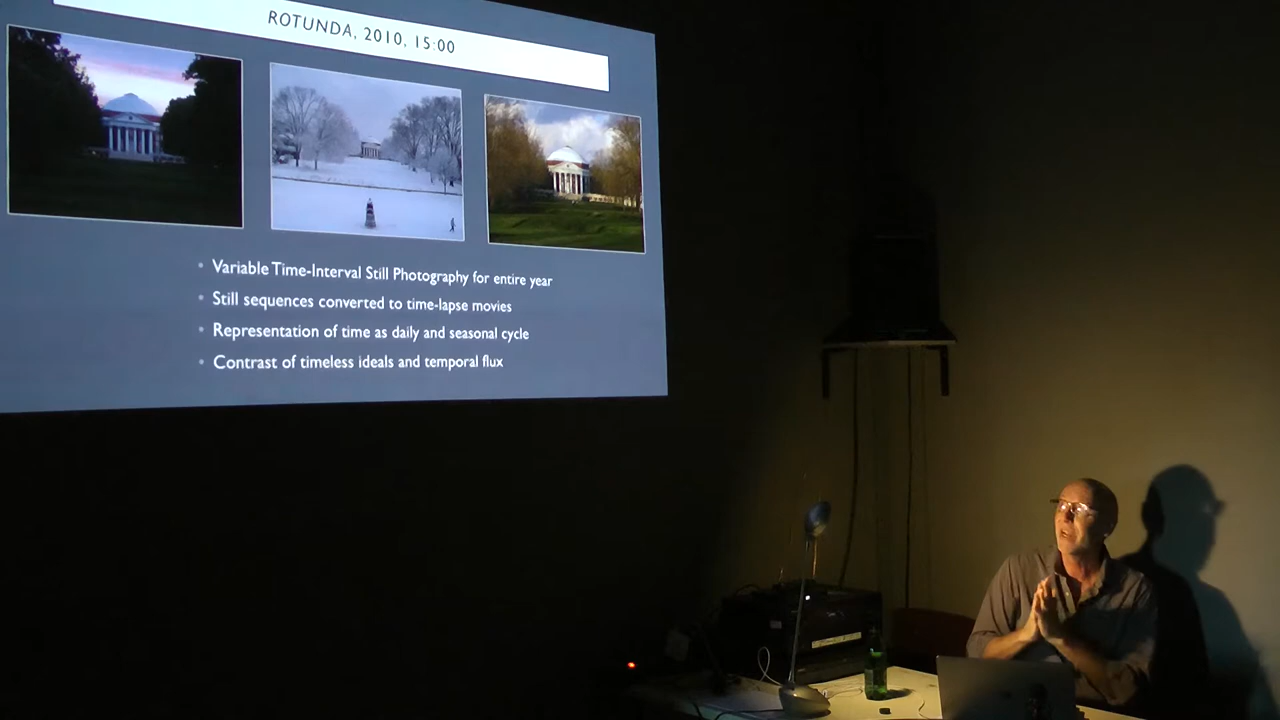 ROTUNDA, 2010, 15:00
Variable Time-Interval Still Photography for entire year
Still sequences converted to time-lapse movies
Representation of time as daily and seasonal cycle
Contrast of timeless ideals and temporal flux